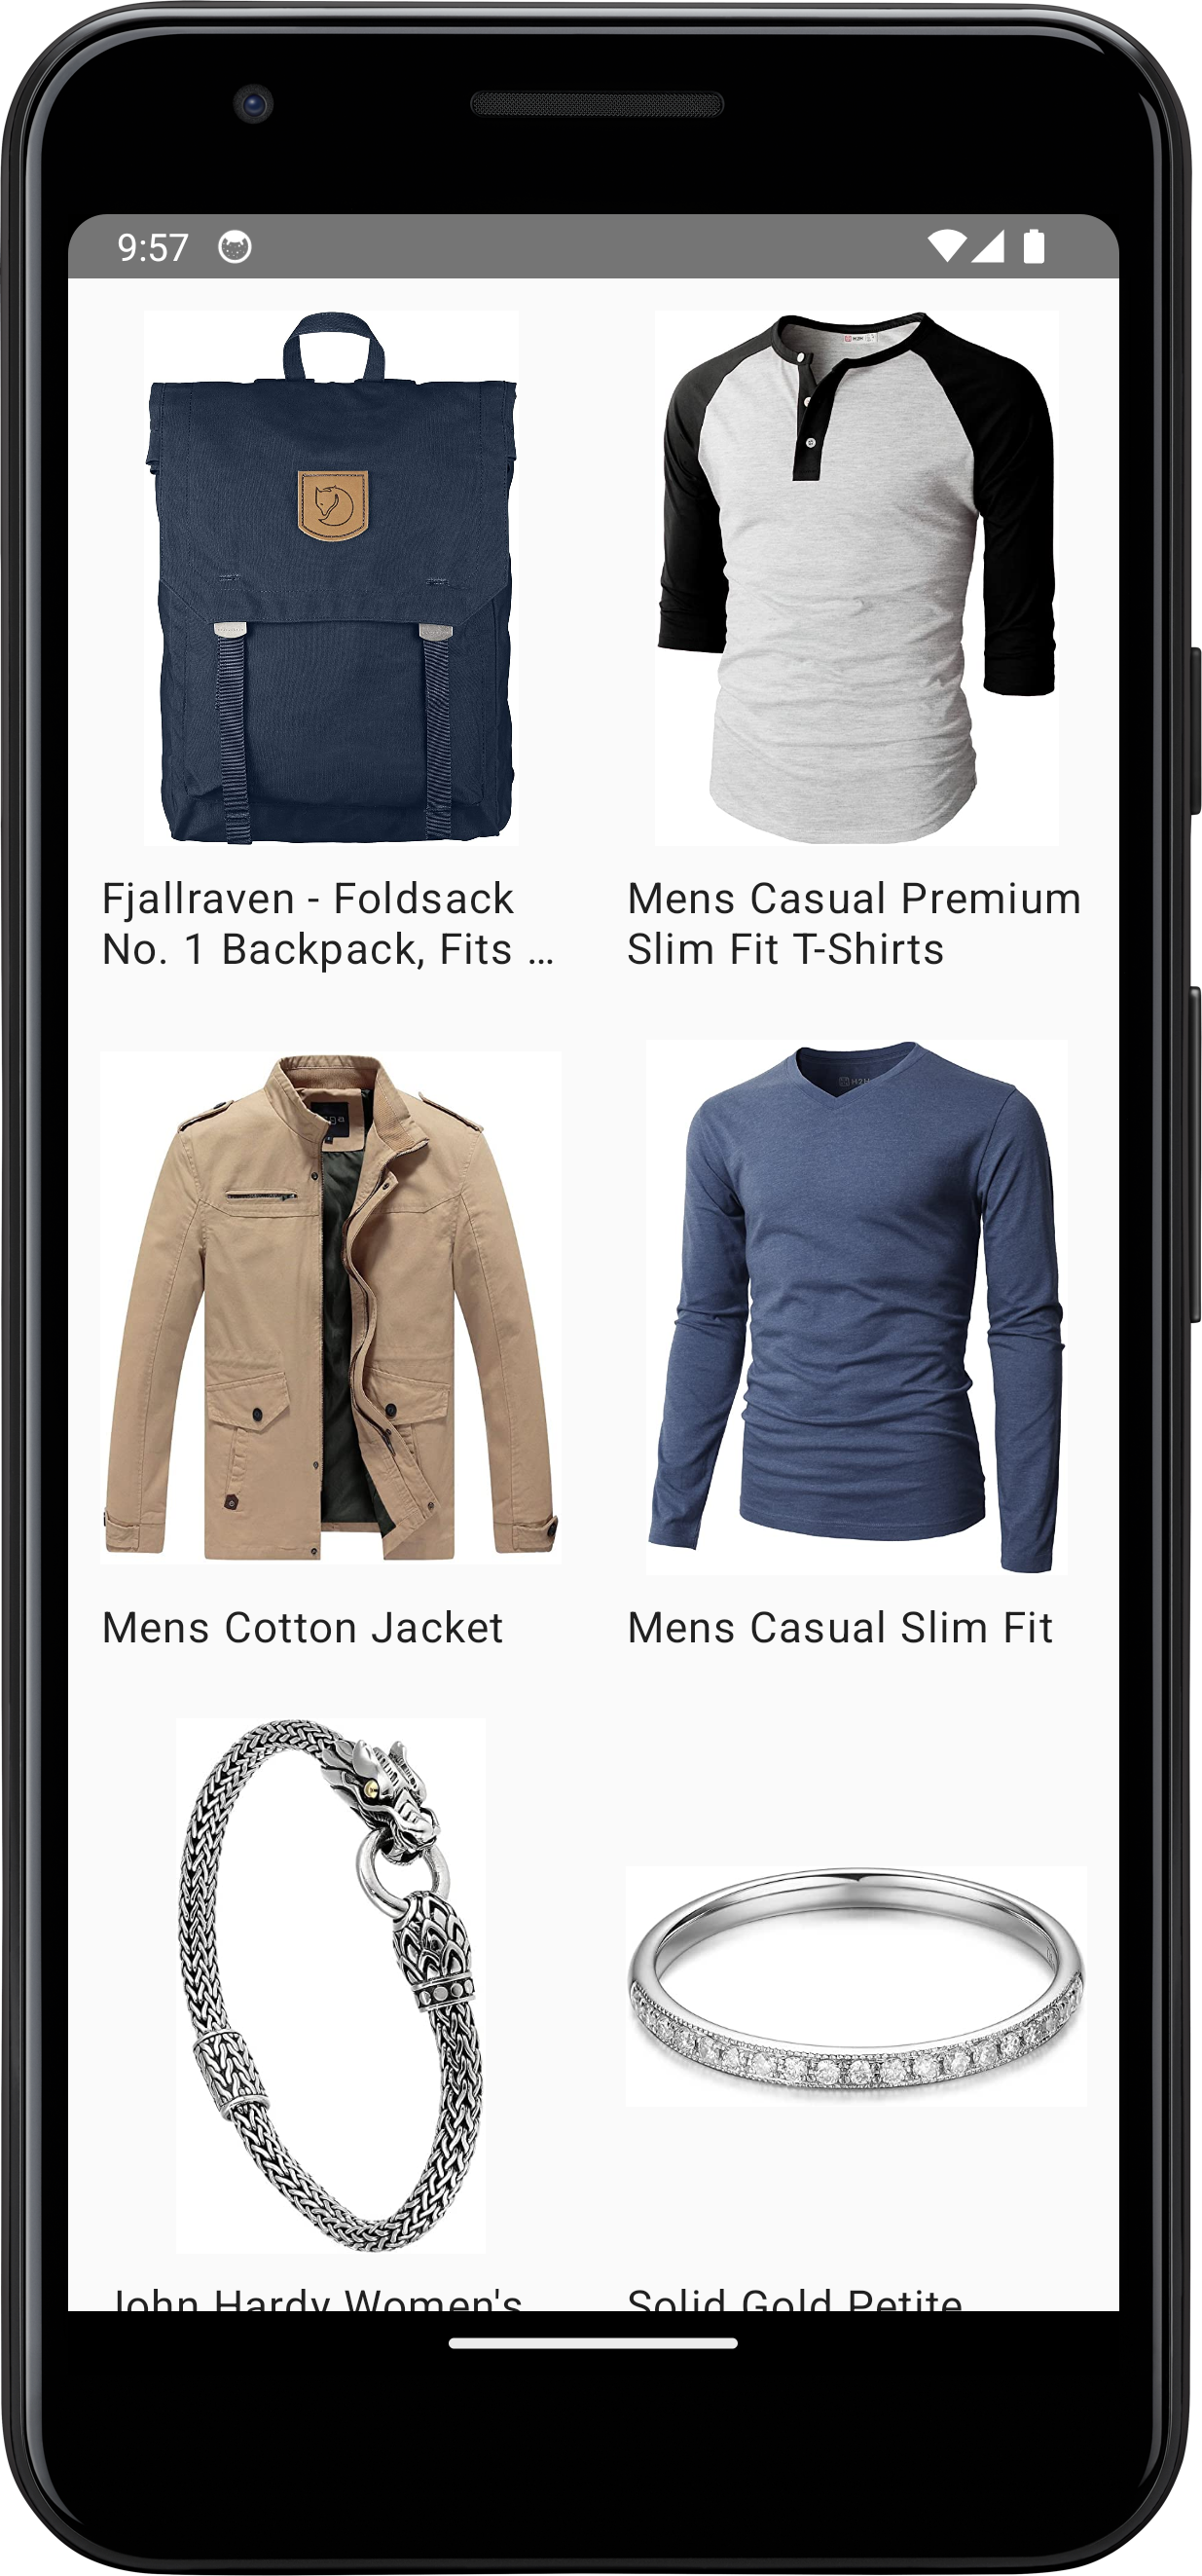 9:57
Fjallraven - Foldsack
No. 1 Backpack, Fits ...
Mens Casual Premium
Slim Fit T-Shirts
Mens Cotton Jacket
Mens Casual Slim Fit
John Hardy Women's
Solid Gold Petite